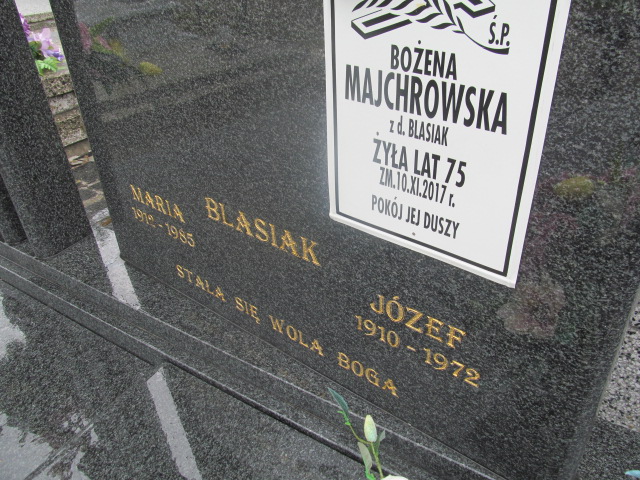 Ś.P.
BOŻENA
MAJCHROWSKA
z d. BLASIAK
ŻYŁA LAT 75
ZM.10.XI.2017 r.
POKÓJ JEJ DUSZY
BLASIAK
MARIA
1912-1985
JÓZEF
1910-1972
STAŁA SIĘ WOLA BOGA